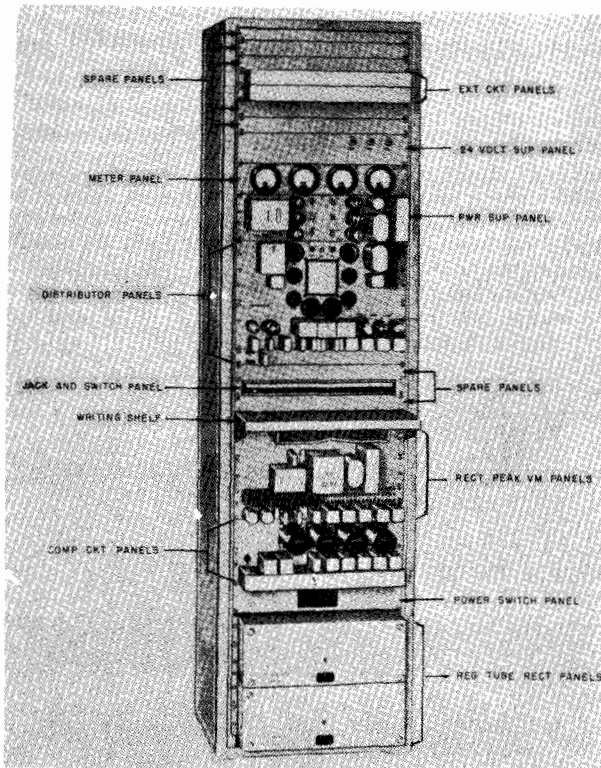 SPARE PANELS
EXT CKT PANELS
24 VOLT SUP PANEL
METER PANEL
PWR SUP PANEL
DISTRIBUTOR PANELS
JACK AND SWITCH PANEL
SPARE PANELS
WRITING SHELF
RECT PEAK VM PANELS
COMP CKT PANELS
POWER SWITCH PANEL
REG TUBE RECT PANELS